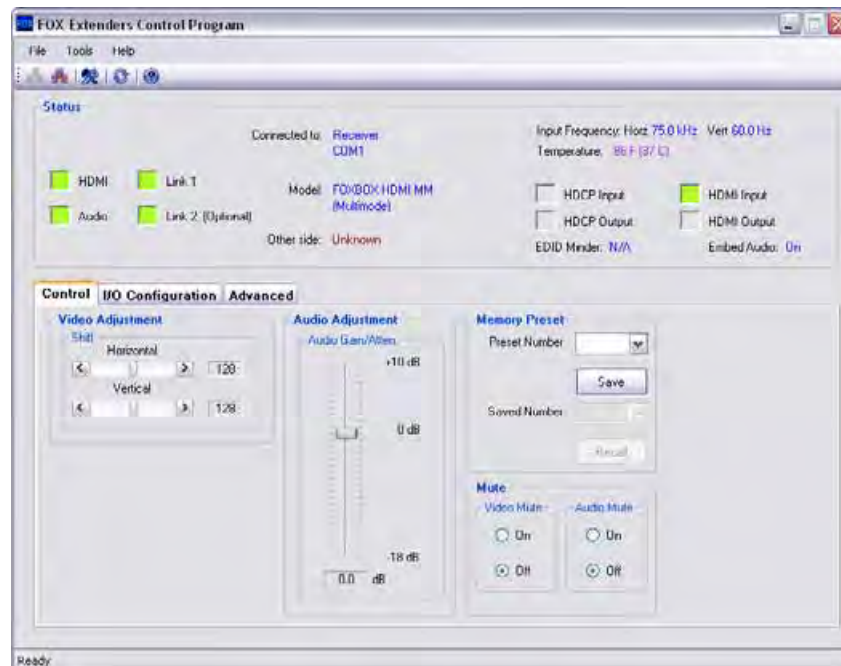 FOX Extenders Control Program
File Tools Help
Status
Connected to: Receiver
COM1
Input Frequency: Horz 75.0 kHz Vert 60.0 Hz
Temperature: 86 F (37 C)
HDMI
Link 1
Model: FOXBOX HDMI MM
(Multimode)
HDCP Input
HDMI Input
Audio
Link 2 (Optional)
HDCP Output
HDMI Output
Other side: Unknown
EDID Minder: N/A
Embed Audio: On
Control I/O Configuration Advanced
Video Adjustment
Shift
Horizontal
128
Vertical
128
Audio Adjustment
Audio Gain/Atten
+10 dB
0 dB
-18 dB
0.0 dB
Memory Preset
Preset Number
Save
Saved Number
Recall
Mute
Video Mute
On
Off
Audio Mute
On
Off
Ready